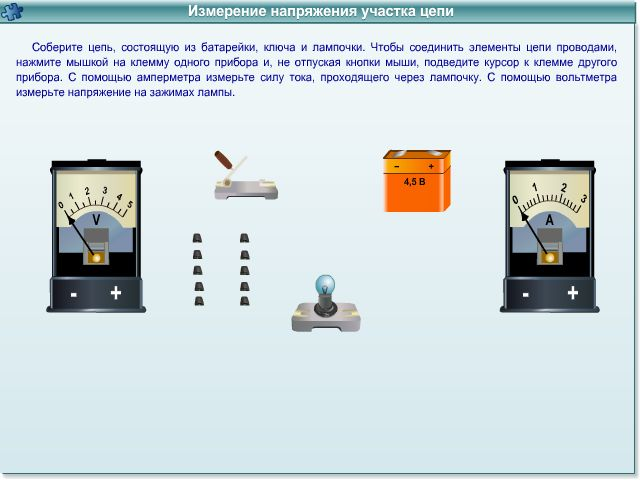 Измерение напряжения участка цепи
Соберите цепь, состоящую из батарейки, ключа и лампочки. Чтобы соединить элементы цепи проводами,
нажмите мышкой на клемму одного прибора и, не отпуская кнопки мыши, подведите курсор к клемме другого
прибора. С помощью амперметра измерьте силу тока, проходящего через лампочку. С помощью вольтметра
измерьте напряжение на зажимах лампы.
0 1 2 3 4 5
V
- +
– +
4,5 В
0 1 2 3
A
- +